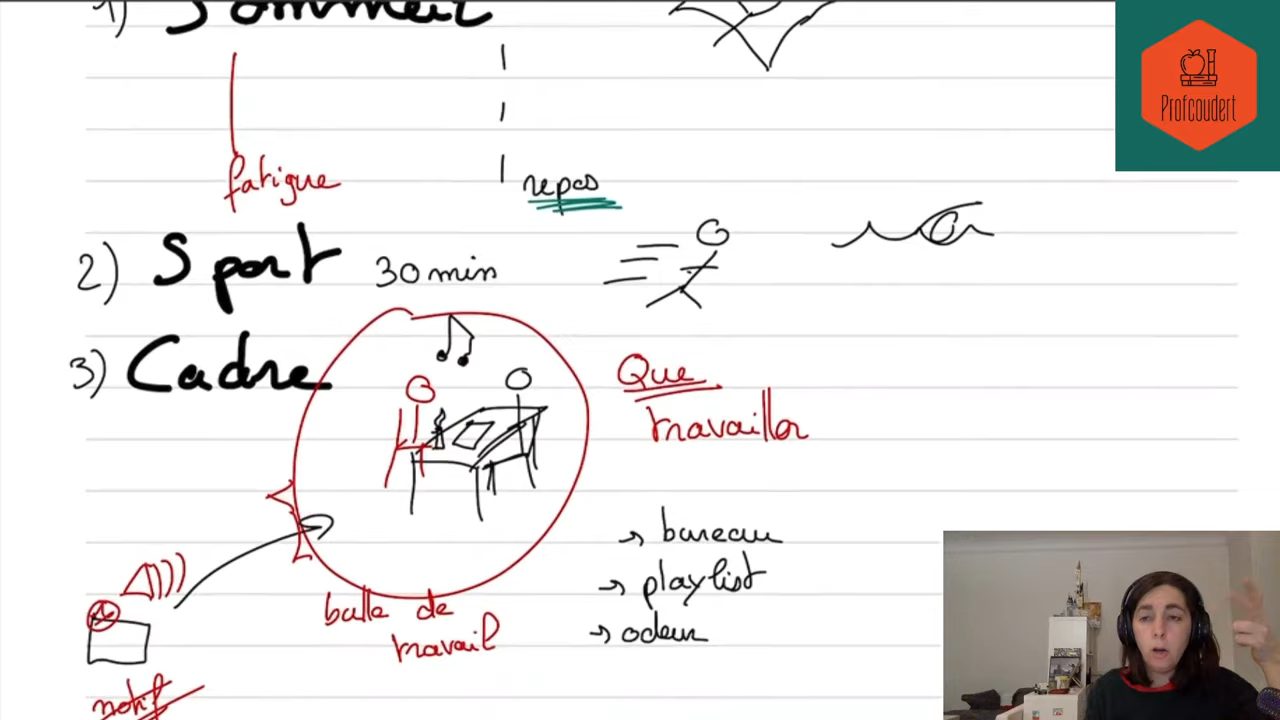 1) Sommeil
Profcoudert
fatigue
repos
2) Sport 30 min
3) Cadre
Que
travailler
→ bureau
→ playlist
→ odeur
bulle de
travail
notif